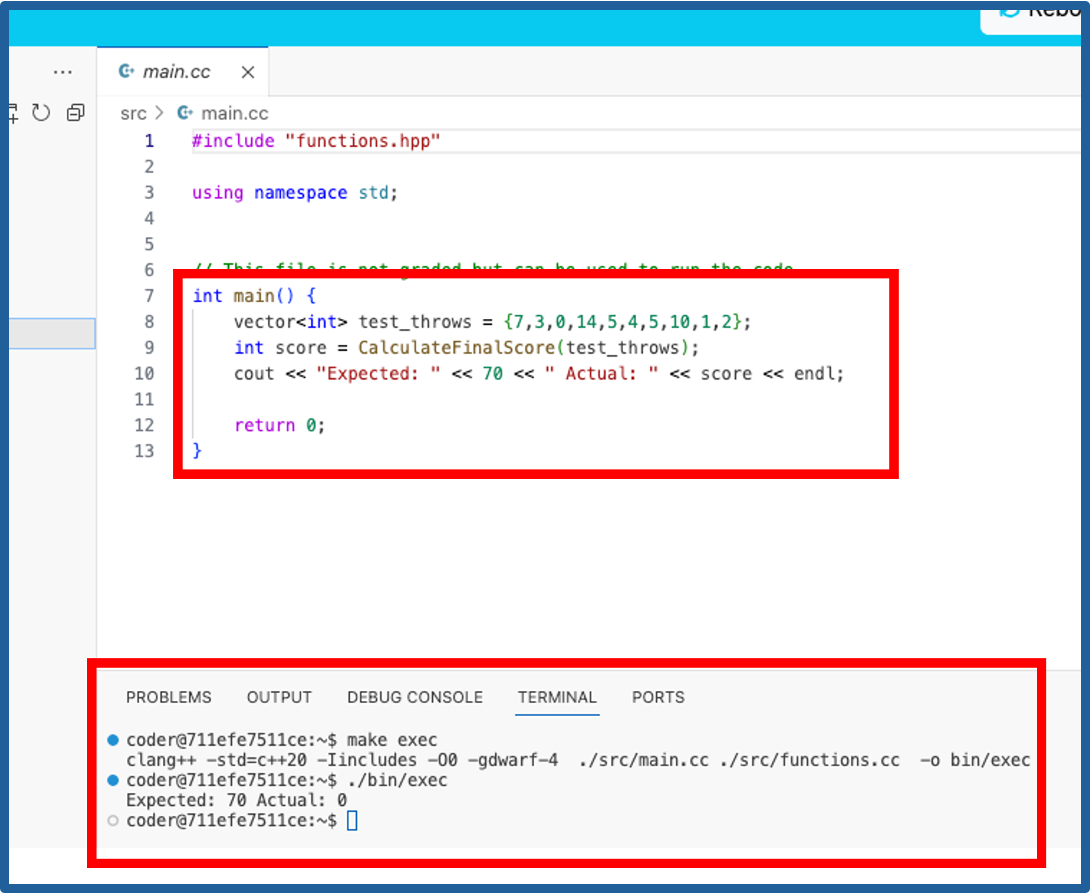 main.cc
src > main.cc
1 #include "functions.hpp"
2
3 using namespace std;
4
5
6 // This file is not graded but can be used to run the code
7 int main() {
8 vector<int> test_throws = {7,3,0,14,5,4,5,10,1,2};
9 int score = CalculateFinalScore(test_throws);
10 cout << "Expected: " << 70 << " Actual: " << score << endl;
11
12 return 0;
13 }
PROBLEMS OUTPUT DEBUG CONSOLE TERMINAL PORTS
coder@711efe7511ce:~$ make exec
clang++ -std=c++20 -Iincludes -O0 -gdwarf-4 ./src/main.cc ./src/functions.cc -o bin/exec
coder@711efe7511ce:~$ ./bin/exec
Expected: 70 Actual: 0
coder@711efe7511ce:~$